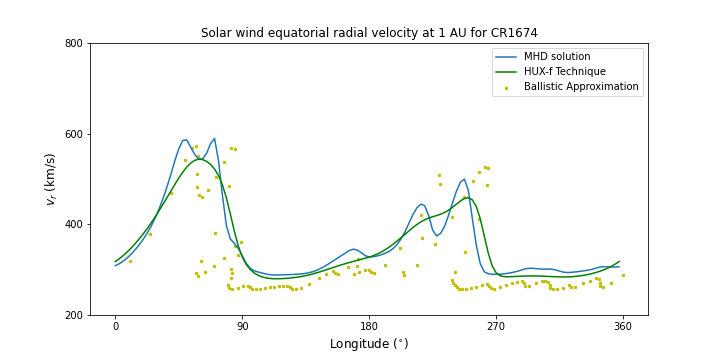 Solar wind equatorial radial velocity at 1 AU for CR1674
MHD solution
HUX-f Technique
Ballistic Approximation
v_r (km/s)
800
600
400
200
0 90 180 270 360
Longitude (°)